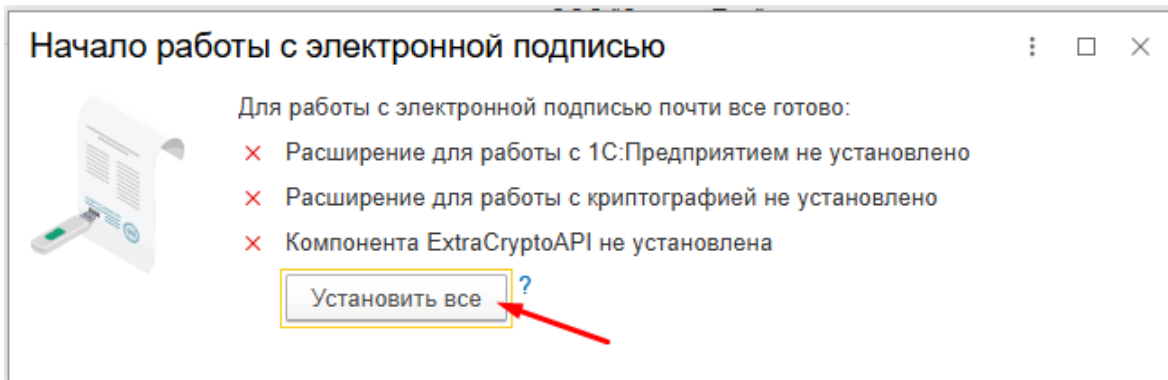 Начало работы с электронной подписью
Для работы с электронной подписью почти все готово:
Расширение для работы с 1С:Предприятием не установлено
Расширение для работы с криптографией не установлено
Компонента ExtraCryptoAPI не установлена
Установить все ?